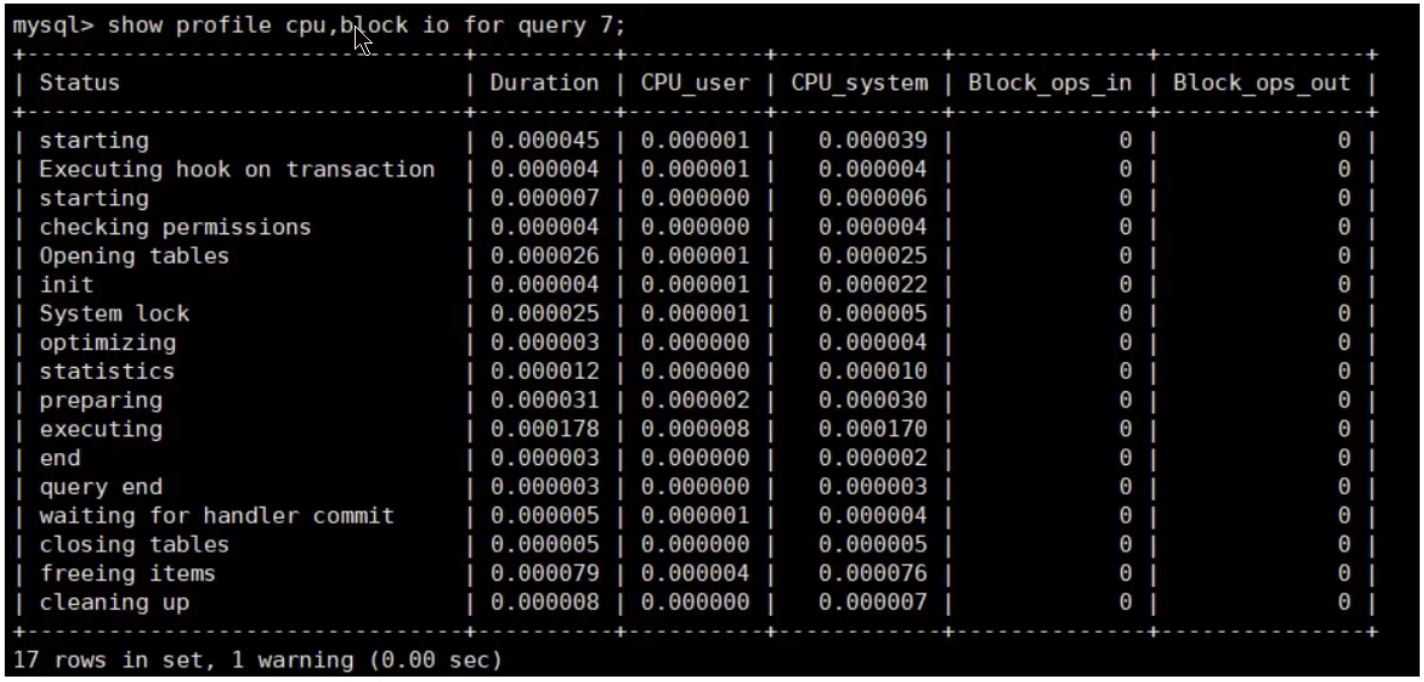 mysql> show profile cpu,block io for query 7;
+--------------------------------+----------+----------+------------+--------------+---------------+
| Status                         | Duration | CPU_user | CPU_system | Block_ops_in | Block_ops_out |
+--------------------------------+----------+----------+------------+--------------+---------------+
| starting                       | 0.000045 | 0.000001 |   0.000039 |            0 |             0 |
| Executing hook on transaction  | 0.000004 | 0.000001 |   0.000004 |            0 |             0 |
| starting                       | 0.000007 | 0.000000 |   0.000006 |            0 |             0 |
| checking permissions           | 0.000004 | 0.000000 |   0.000004 |            0 |             0 |
| Opening tables                 | 0.000026 | 0.000001 |   0.000025 |            0 |             0 |
| init                           | 0.000004 | 0.000001 |   0.000022 |            0 |             0 |
| System lock                    | 0.000025 | 0.000001 |   0.000005 |            0 |             0 |
| optimizing                     | 0.000003 | 0.000000 |   0.000004 |            0 |             0 |
| statistics                     | 0.000012 | 0.000000 |   0.000010 |            0 |             0 |
| preparing                      | 0.000031 | 0.000002 |   0.000030 |            0 |             0 |
| executing                      | 0.000178 | 0.000008 |   0.000170 |            0 |             0 |
| end                            | 0.000003 | 0.000000 |   0.000002 |            0 |             0 |
| query end                      | 0.000003 | 0.000000 |   0.000003 |            0 |             0 |
| waiting for handler commit     | 0.000005 | 0.000001 |   0.000004 |            0 |             0 |
| closing tables                 | 0.000005 | 0.000000 |   0.000005 |            0 |             0 |
| freeing items                  | 0.000079 | 0.000004 |   0.000076 |            0 |             0 |
| cleaning up                    | 0.000008 | 0.000000 |   0.000007 |            0 |             0 |
+--------------------------------+----------+----------+------------+--------------+---------------+
17 rows in set, 1 warning (0.00 sec)